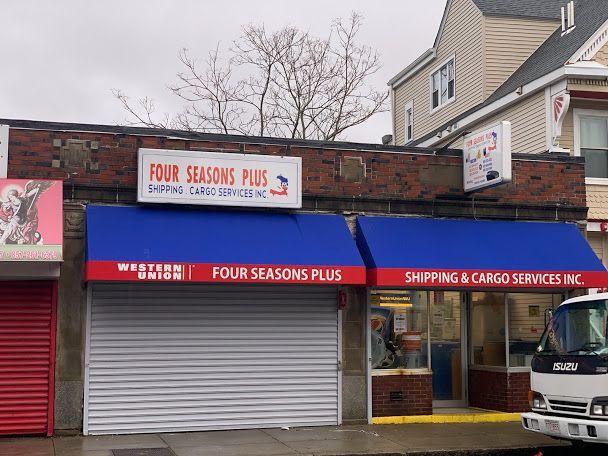 FOUR SEASONS PLUS
SHIPPING . CARGO SERVICES INC.
FOUR SEASONS PLUS
WESTERN
UNION
FOUR SEASONS PLUS
SHIPPING & CARGO SERVICES INC.
ISUZU